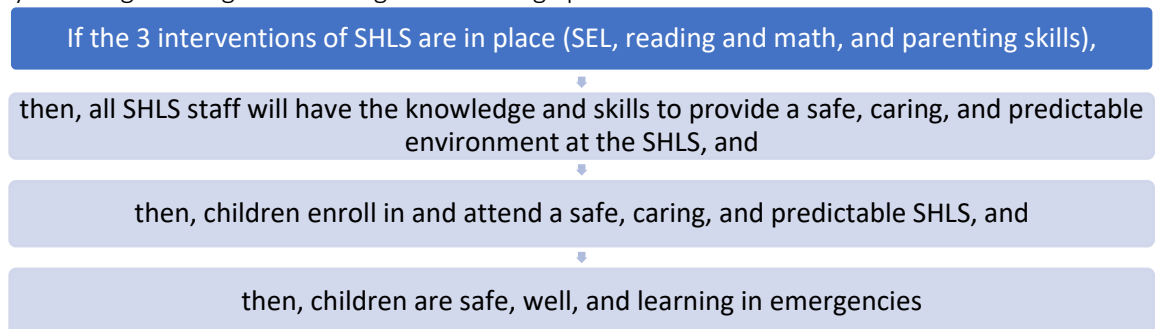 If the 3 interventions of SHLS are in place (SEL, reading and math, and parenting skills),
then, all SHLS staff will have the knowledge and skills to provide a safe, caring, and predictable
environment at the SHLS, and
then, children enroll in and attend a safe, caring, and predictable SHLS, and
then, children are safe, well, and learning in emergencies